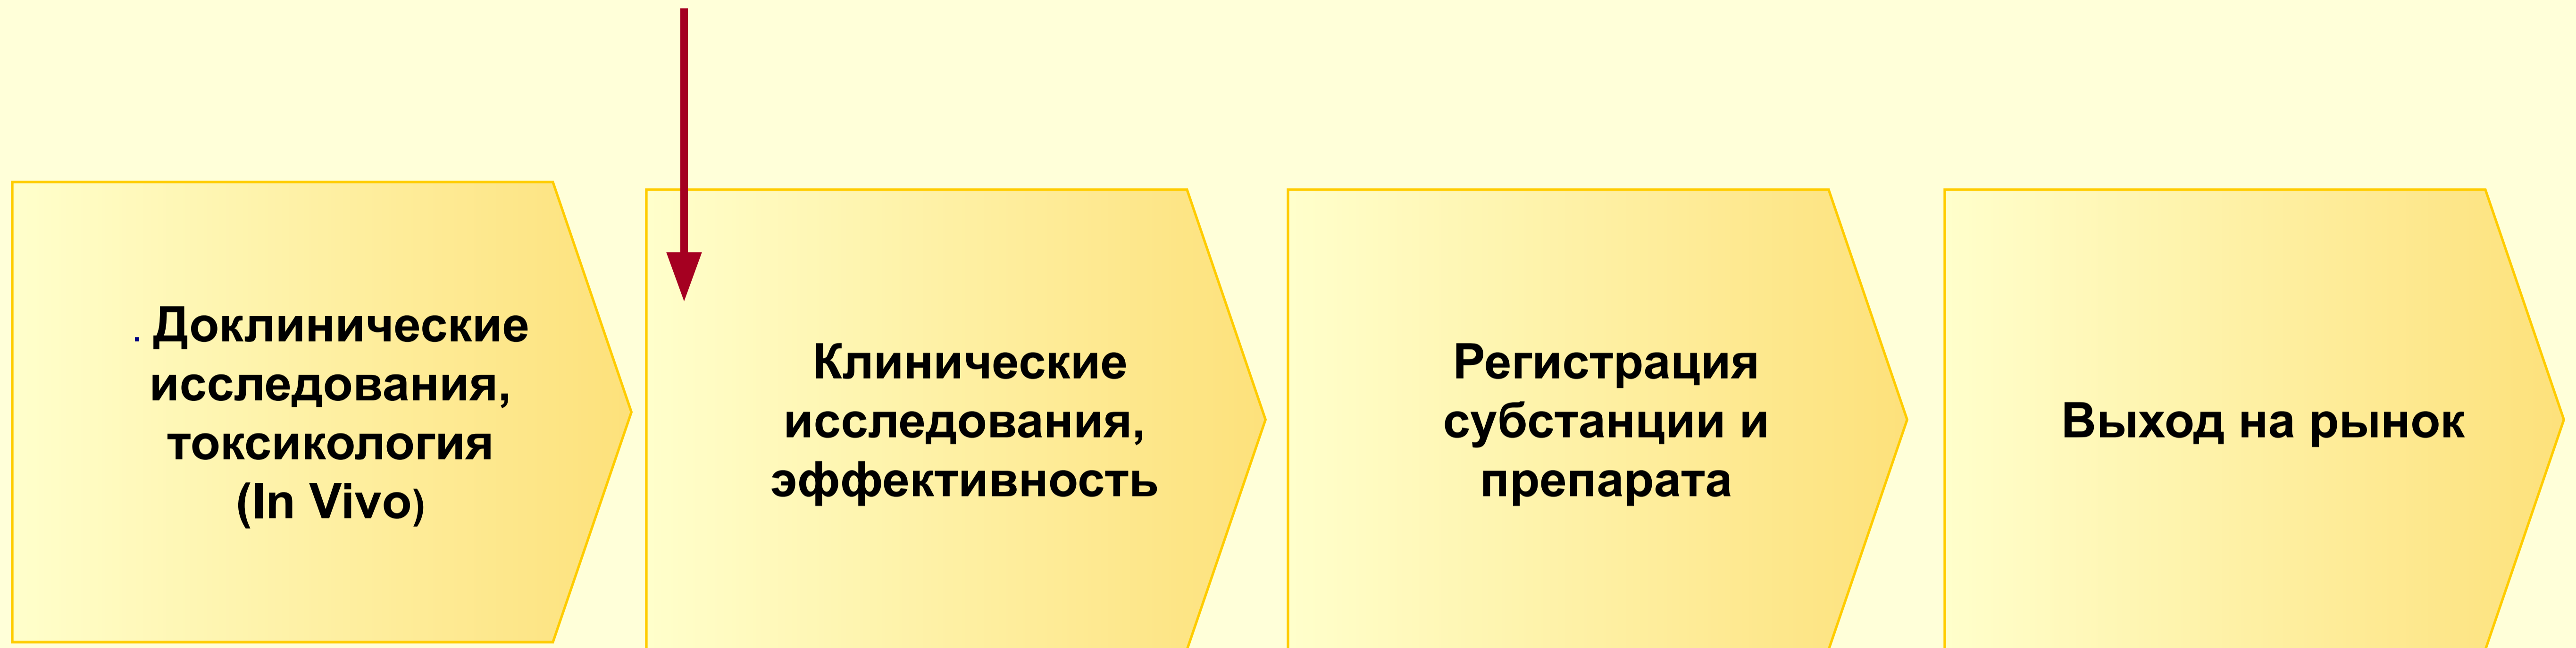 . Доклинические
исследования,
токсикология
(In Vivo)
Клинические
исследования,
эффективность
Регистрация
субстанции и
препарата
Выход на рынок